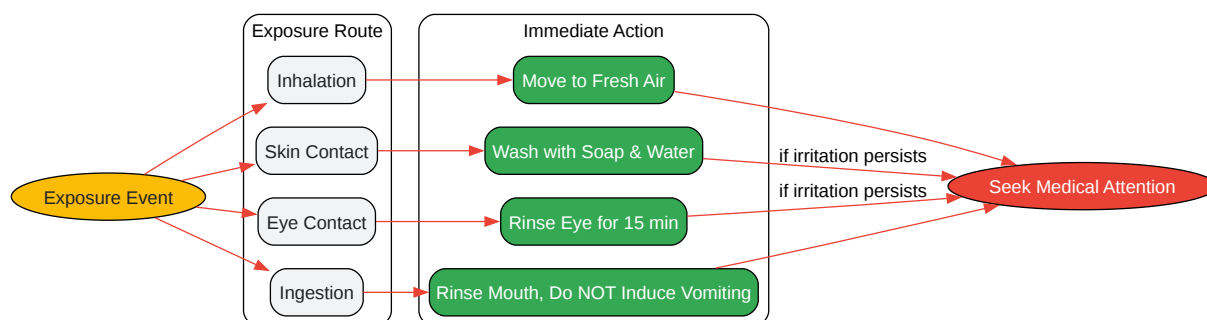 Exposure Route
Immediate Action
Inhalation
Move to Fresh Air
Skin Contact
Wash with Soap & Water
if irritation persists
Exposure Event
Seek Medical Attention
if irritation persists
Eye Contact
Rinse Eye for 15 min
Ingestion
Rinse Mouth, Do NOT Induce Vomiting